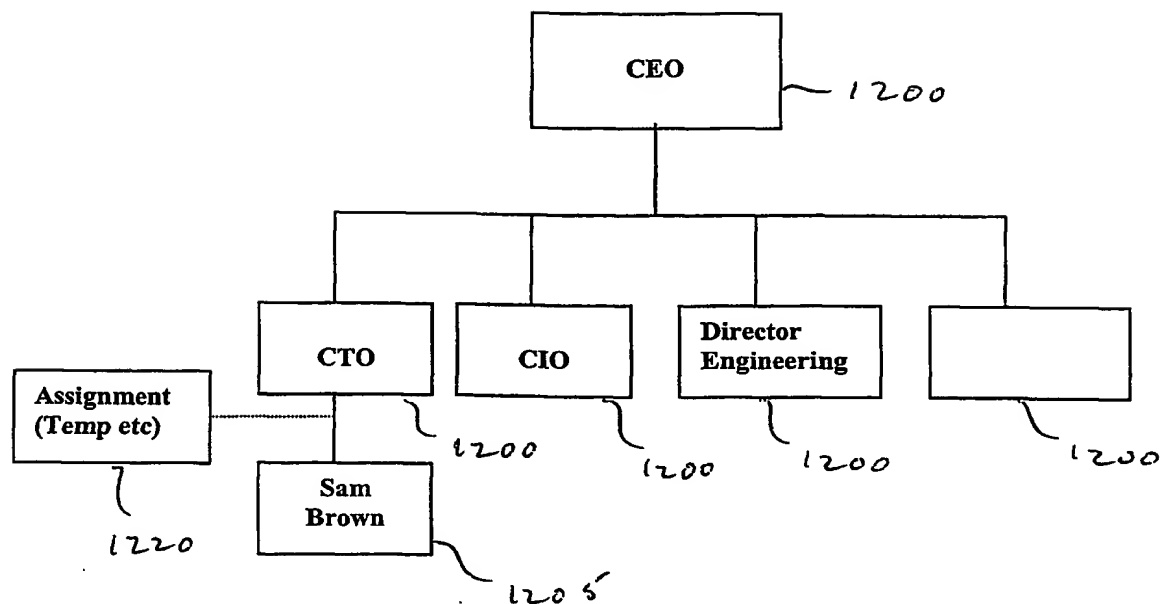 CEO
1200
CTO
CIO
Director
Engineering
Assignment
(Temp etc)
1200
1200
1200
1200
Sam
Brown
1220
1205